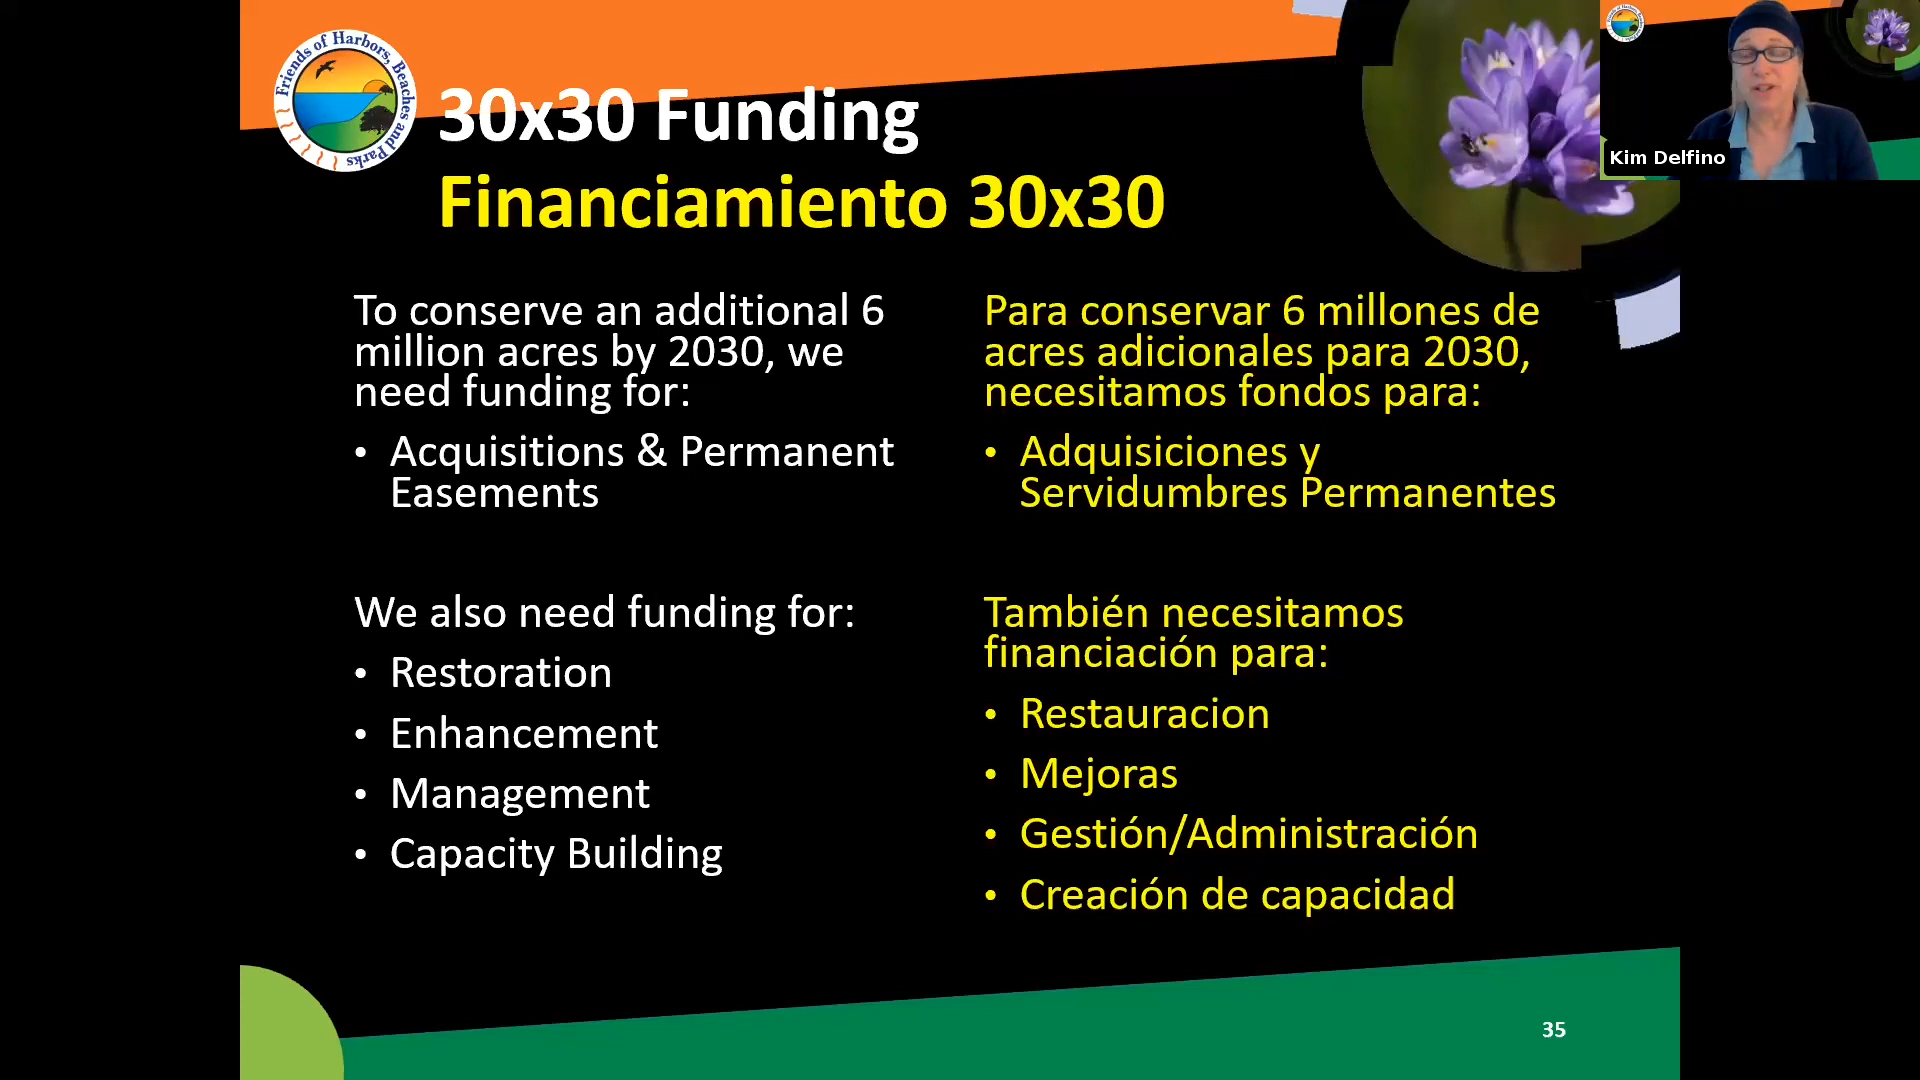 Friends of Harbors, Beaches and Parks
30x30 Funding
Financiamiento 30x30
To conserve an additional 6
million acres by 2030, we
need funding for:
• Acquisitions & Permanent
Easements
We also need funding for:
• Restoration
• Enhancement
• Management
• Capacity Building
Para conservar 6 millones de
acres adicionales para 2030,
necesitamos fondos para:
• Adquisiciones y
Servidumbres Permanentes
También necesitamos
financiación para:
• Restauracion
• Mejoras
• Gestión/Administración
• Creación de capacidad
35
Kim Delfino